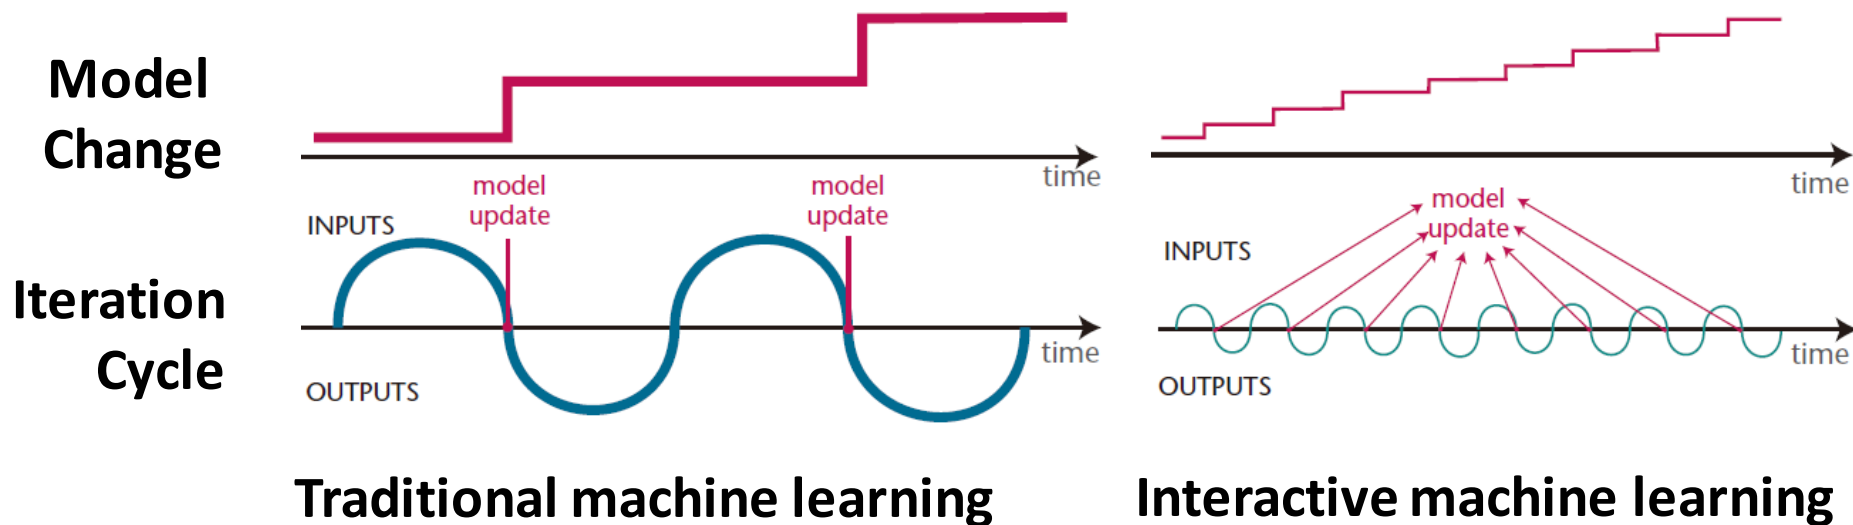 Model
Change
time
model
update
model
update
INPUTS
Iteration
Cycle
time
OUTPUTS
Traditional machine learning
time
model
update
INPUTS
time
OUTPUTS
Interactive machine learning